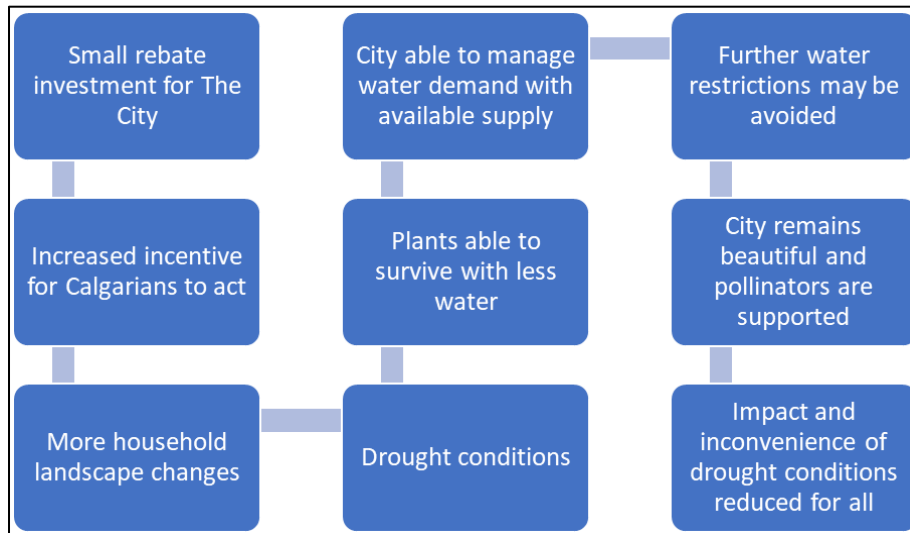 Small rebate
investment for The
City
Increased incentive
for Calgarians to act
More household
landscape changes
Drought conditions
Plants able to
survive with less
water
City able to manage
water demand with
available supply
Further water
restrictions may be
avoided
City remains
beautiful and
pollinators are
supported
Impact and
inconvenience of
drought conditions
reduced for all